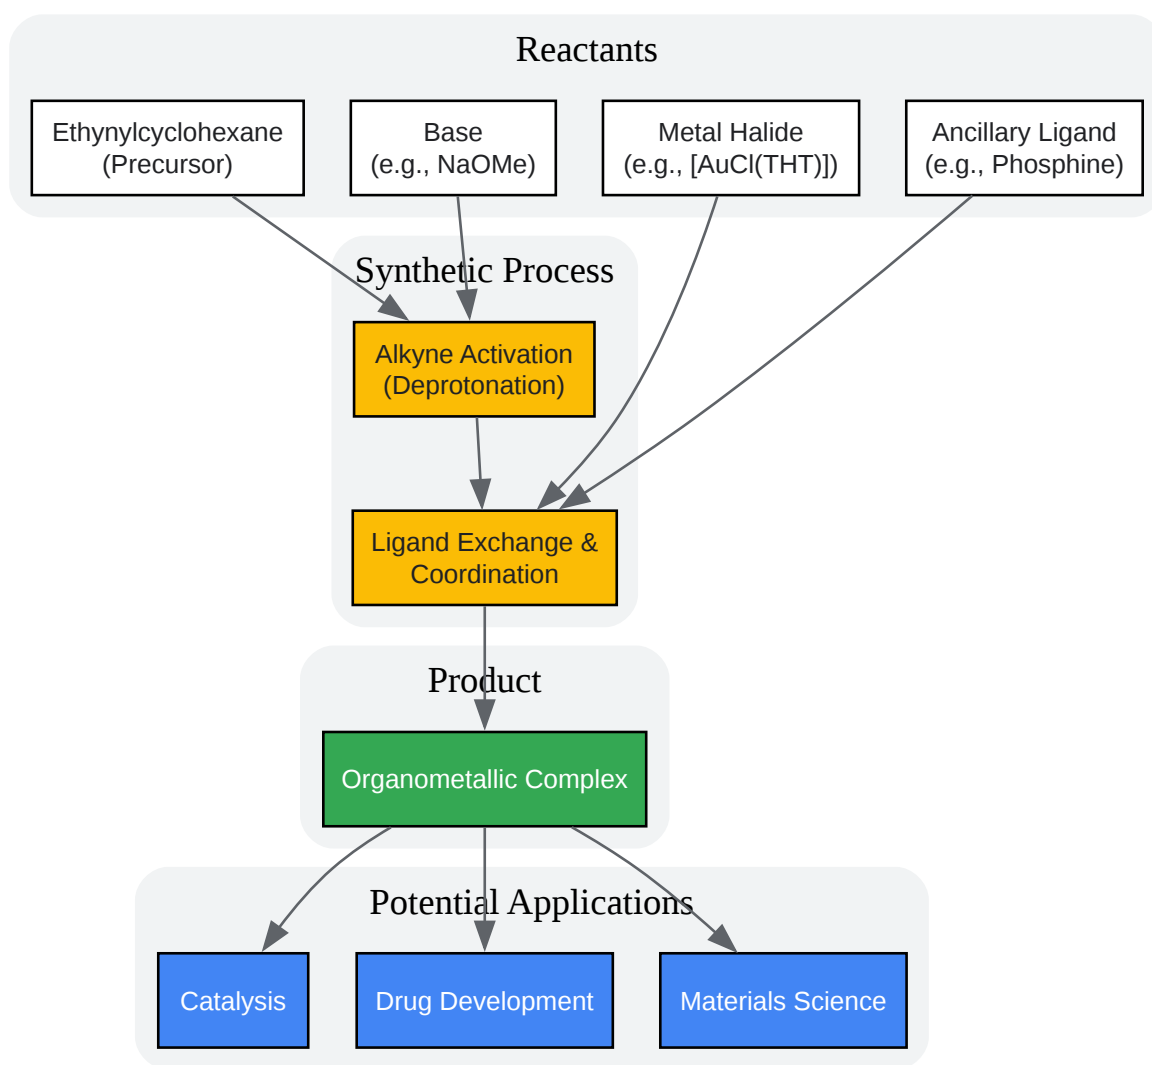 Reactants
Ethynylcyclohexane
(Precursor)
Base
(e.g., NaOMe)
Metal Halide
(e.g., [AuCl(THT)])
Ancillary Ligand
(e.g., Phosphine)
Synthetic Process
Alkyne Activation
(Deprotonation)
Ligand Exchange &
Coordination
Product
Organometallic Complex
Potential Applications
Catalysis
Drug Development
Materials Science